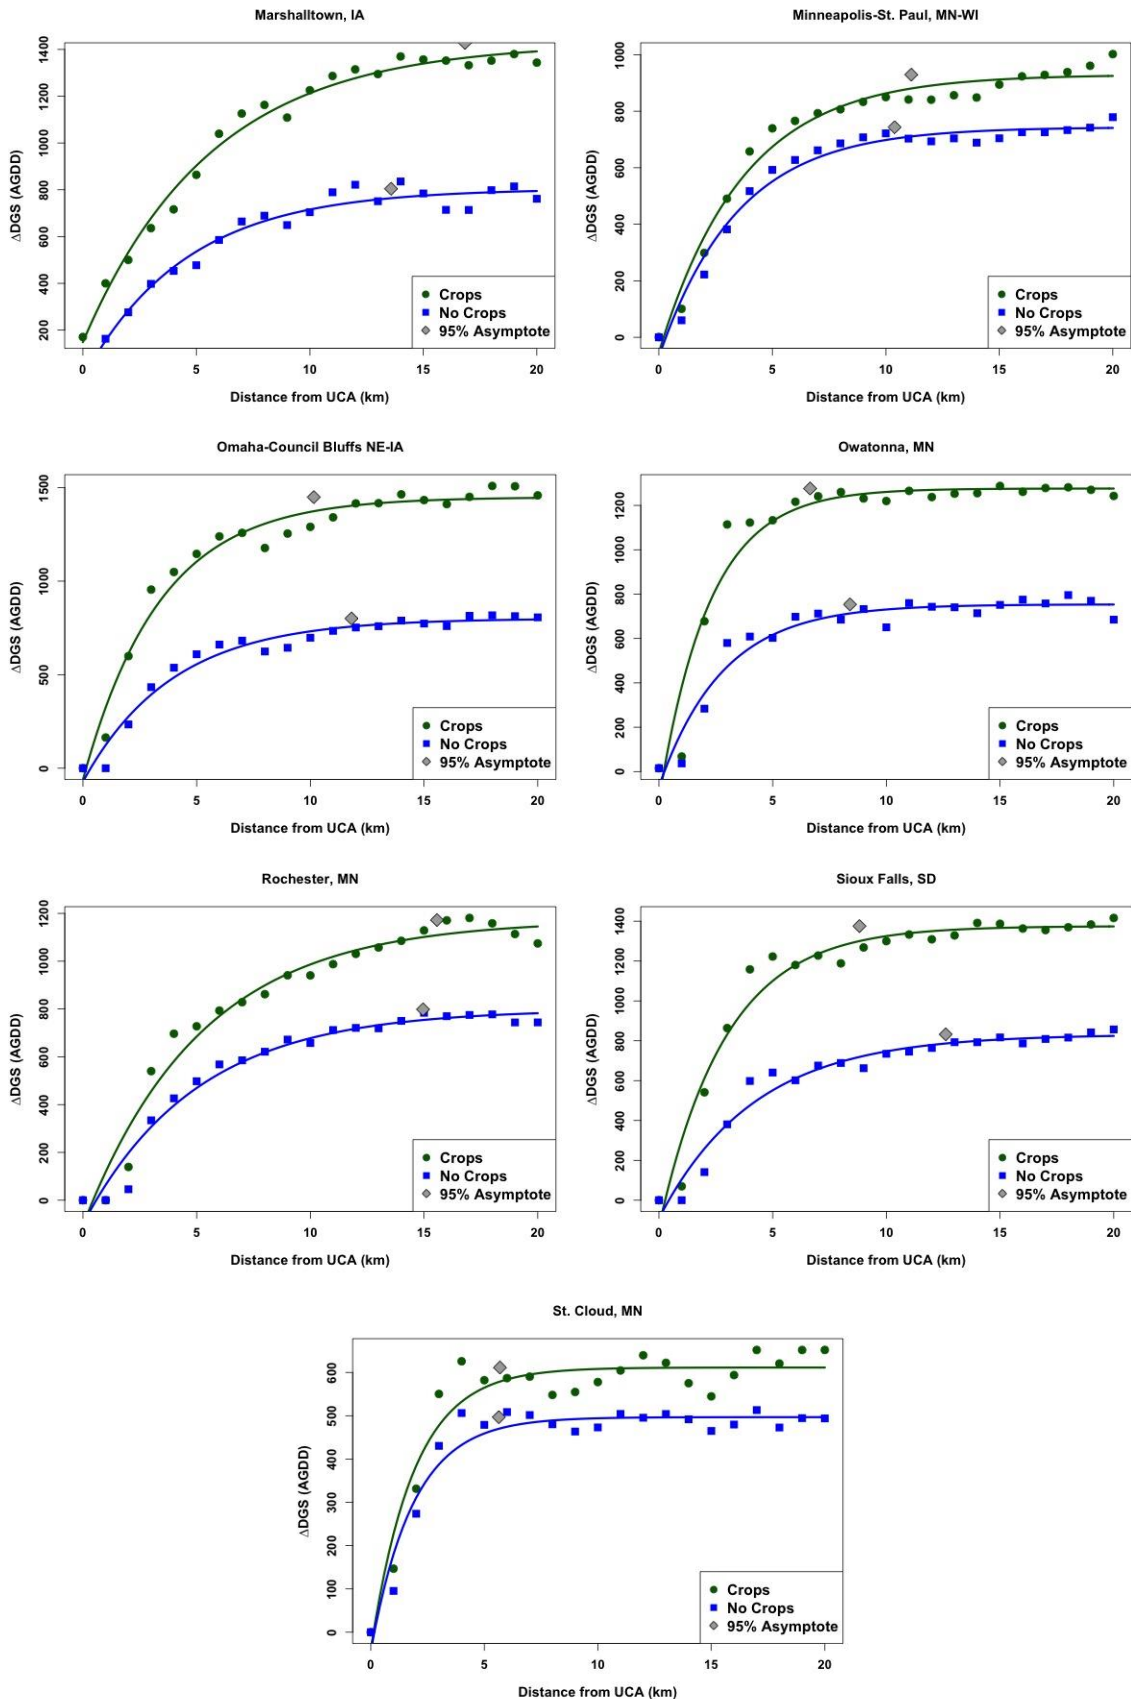 Marshalltown, IA
ΔDGS (AGDD)
1400
1200
1000
800
600
400
200
Crops
No Crops
95% Asymptote
0 5 10 15 20
Distance from UCA (km)
Minneapolis-St. Paul, MN-WI
ΔDGS (AGDD)
1000
800
600
400
200
0
Crops
No Crops
95% Asymptote
0 5 10 15 20
Distance from UCA (km)
Omaha-Council Bluffs NE-IA
ΔDGS (AGDD)
1500
1000
500
0
Crops
No Crops
95% Asymptote
0 5 10 15 20
Distance from UCA (km)
Owatonna, MN
ΔDGS (AGDD)
1200
1000
800
600
400
200
0
Crops
No Crops
95% Asymptote
0 5 10 15 20
Distance from UCA (km)
Rochester, MN
ΔDGS (AGDD)
1200
1000
800
600
400
200
0
Crops
No Crops
95% Asymptote
0 5 10 15 20
Distance from UCA (km)
Sioux Falls, SD
ΔDGS (AGDD)
1400
1200
1000
800
600
400
200
0
Crops
No Crops
95% Asymptote
0 5 10 15 20
Distance from UCA (km)
St. Cloud, MN
ΔDGS (AGDD)
600
500
400
300
200
100
0
Crops
No Crops
95% Asymptote
0 5 10 15 20
Distance from UCA (km)